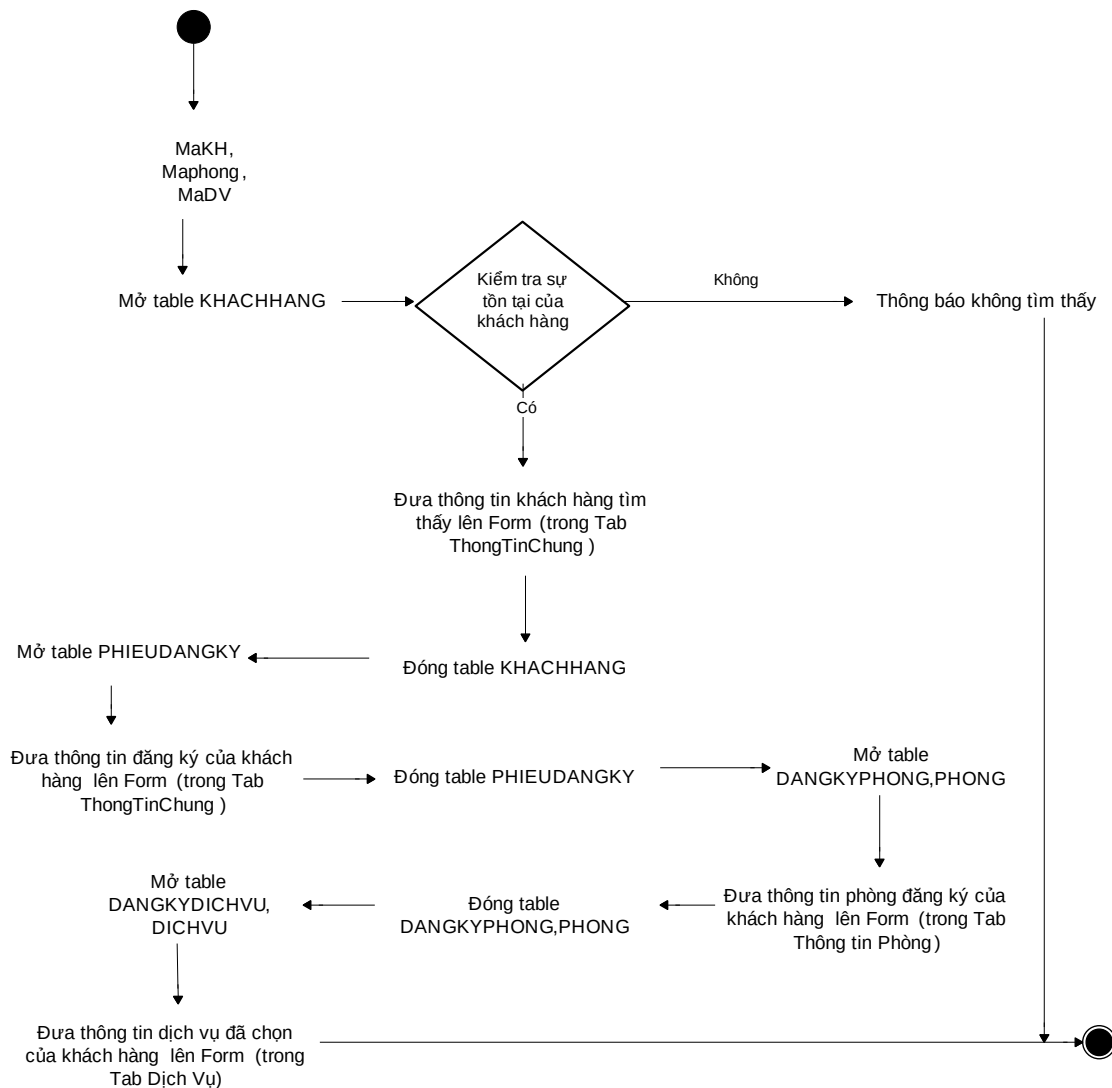 MaKH,
Maphong,
MaDV
Mở table KHACHHANG
Kiểm tra sự
tồn tại của
khách hàng
Không
Thông báo không tìm thấy
Có
Đưa thông tin khách hàng tìm
thấy lên Form (trong Tab
ThongTinChung )
Đóng table KHACHHANG
Mở table PHIEUDANGKY
Đưa thông tin đăng ký của khách
hàng lên Form (trong Tab
ThongTinChung )
Đóng table PHIEUDANGKY
Mở table
DANGKYPHONG,PHONG
Đưa thông tin phòng đăng ký của
khách hàng lên Form (trong Tab
Thông tin Phòng)
Đóng table
DANGKYPHONG,PHONG
Mở table
DANGKYDICHVU,
DICHVU
Đưa thông tin dịch vụ đã chọn
của khách hàng lên Form (trong
Tab Dịch Vụ)